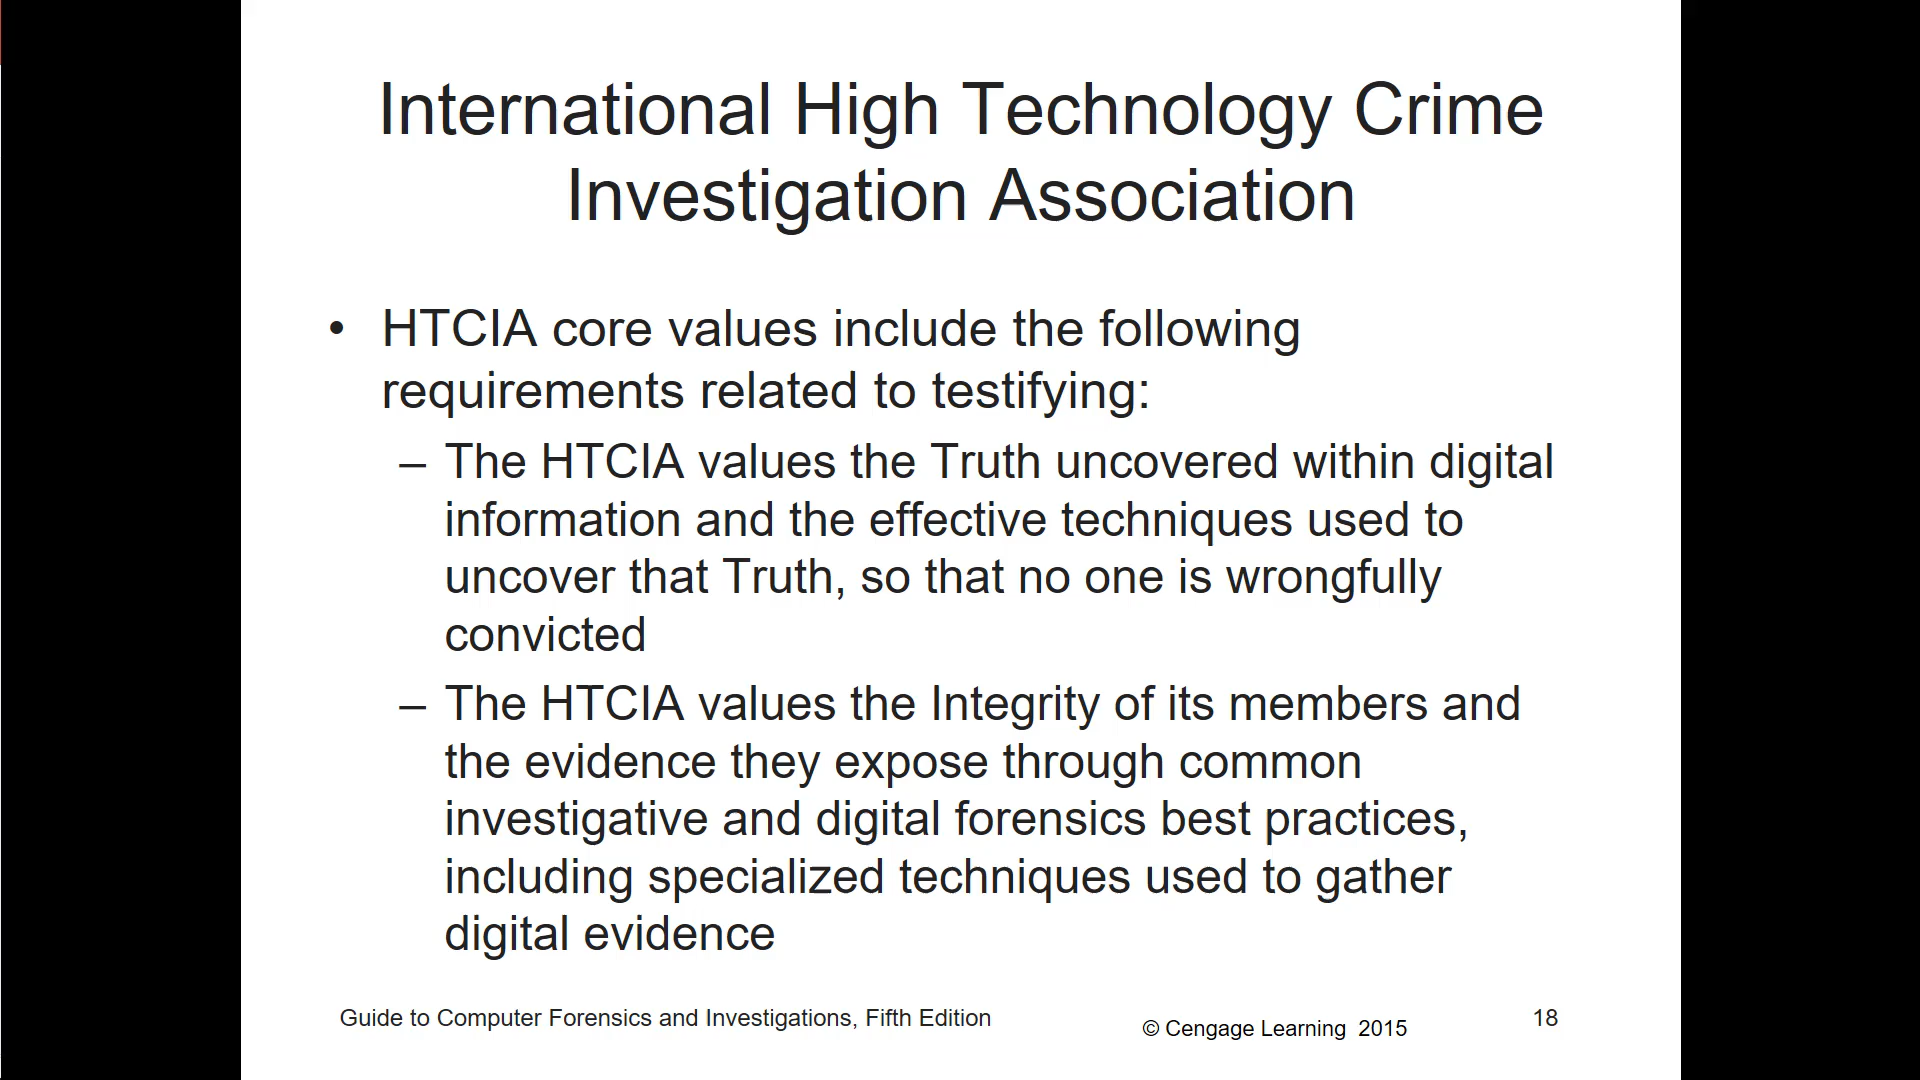 International High Technology Crime
Investigation Association
• HTCIA core values include the following
requirements related to testifying:
– The HTCIA values the Truth uncovered within digital
information and the effective techniques used to
uncover that Truth, so that no one is wrongfully
convicted
– The HTCIA values the Integrity of its members and
the evidence they expose through common
investigative and digital forensics best practices,
including specialized techniques used to gather
digital evidence
Guide to Computer Forensics and Investigations, Fifth Edition
© Cengage Learning 2015
18